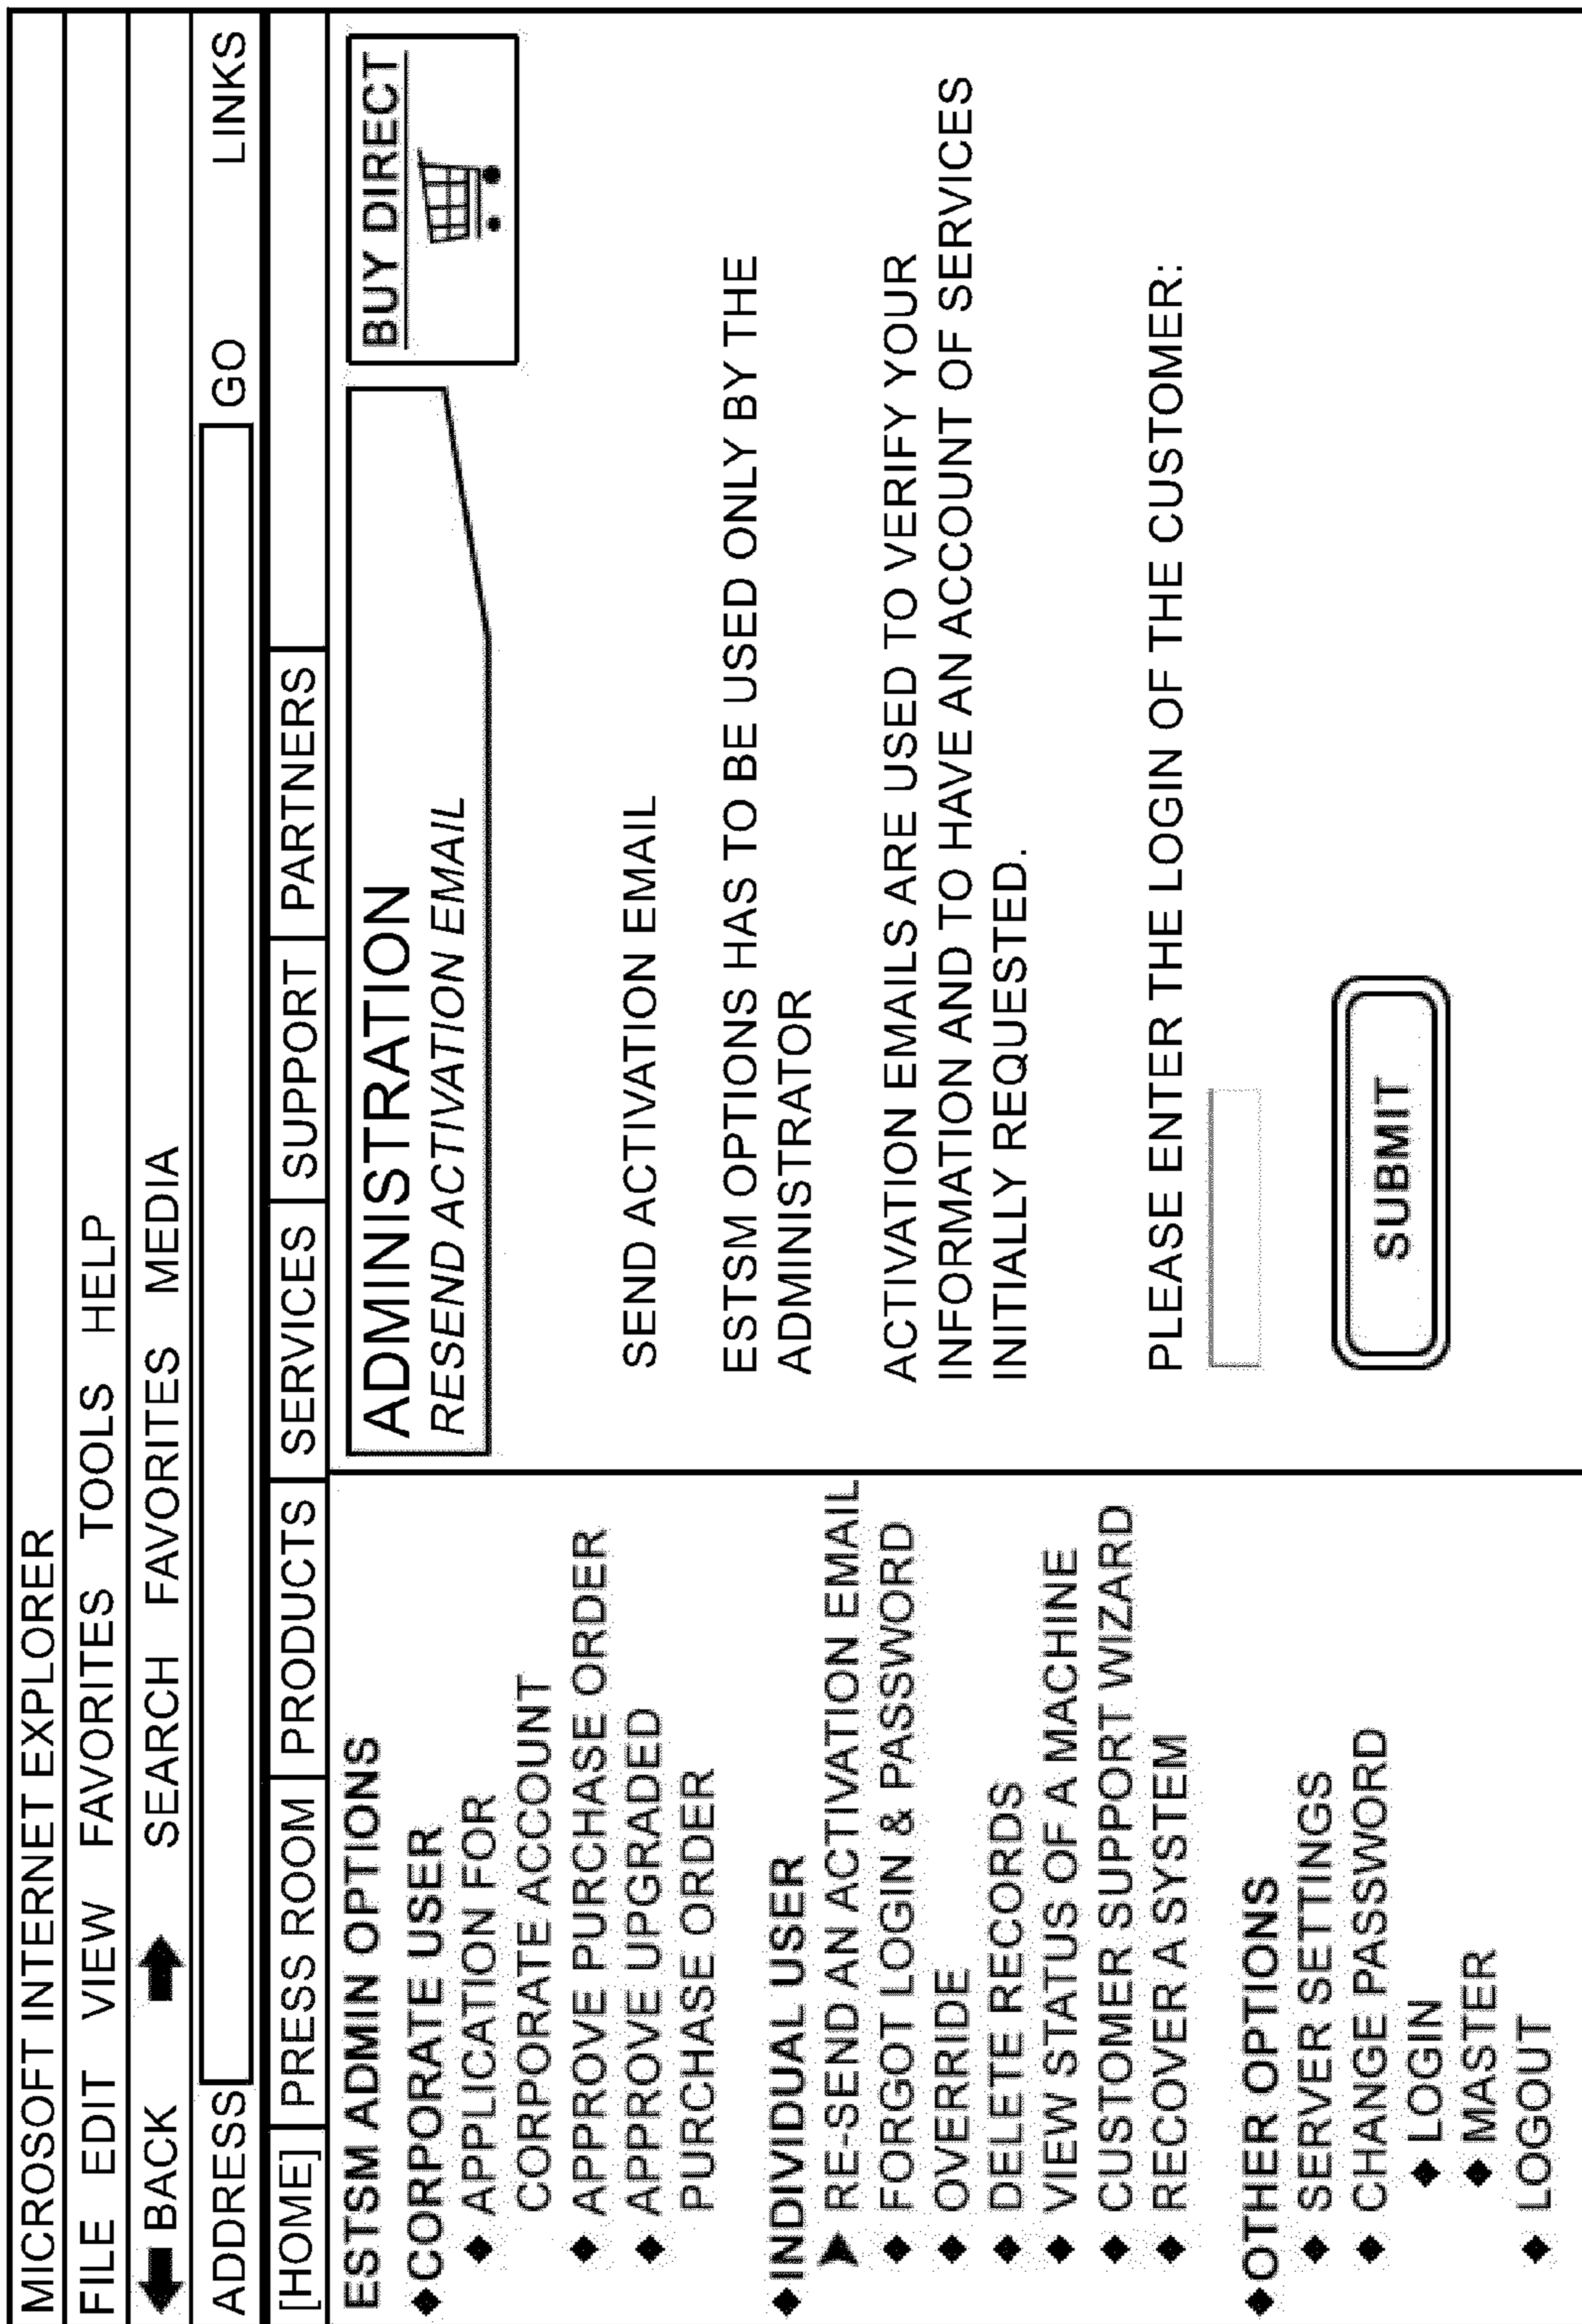 MICROSOFT INTERNET EXPLORER
FILE EDIT VIEW FAVORITES TOOLS HELP
BACK SEARCH FAVORITES MEDIA
ADDRESS GO LINKS
[HOME] PRESS ROOM PRODUCTS SERVICES SUPPORT PARTNERS
ESTSM ADMIN OPTIONS
CORPORATE USER
APPLICATION FOR
CORPORATE ACCOUNT
APPROVE PURCHASE ORDER
APPROVE UPGRADED
PURCHASE ORDER
INDIVIDUAL USER
RE-SEND AN ACTIVATION EMAIL
FORGOT LOGIN & PASSWORD
OVERRIDE
DELETE RECORDS
VIEW STATUS OF A MACHINE
CUSTOMER SUPPORT WIZARD
RECOVER A SYSTEM
OTHER OPTIONS
SERVER SETTINGS
CHANGE PASSWORD
LOGIN
MASTER
LOGOUT
ADMINISTRATION
RESEND ACTIVATION EMAIL
BUY DIRECT
SEND ACTIVATION EMAIL
ESTSM OPTIONS HAS TO BE USED ONLY BY THE
ADMINISTRATOR
ACTIVATION EMAILS ARE USED TO VERIFY YOUR
INFORMATION AND TO HAVE AN ACCOUNT OF SERVICES
INITIALLY REQUESTED.
PLEASE ENTER THE LOGIN OF THE CUSTOMER:
SUBMIT